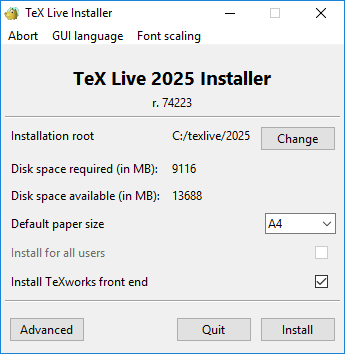 TeX Live Installer
Abort GUI language Font scaling
TeX Live 2025 Installer
r. 74223
Installation root C:/texlive/2025 Change
Disk space required (in MB): 9116
Disk space available (in MB): 13688
Default paper size A4
Install for all users
Install TeXworks front end
Advanced Quit Install